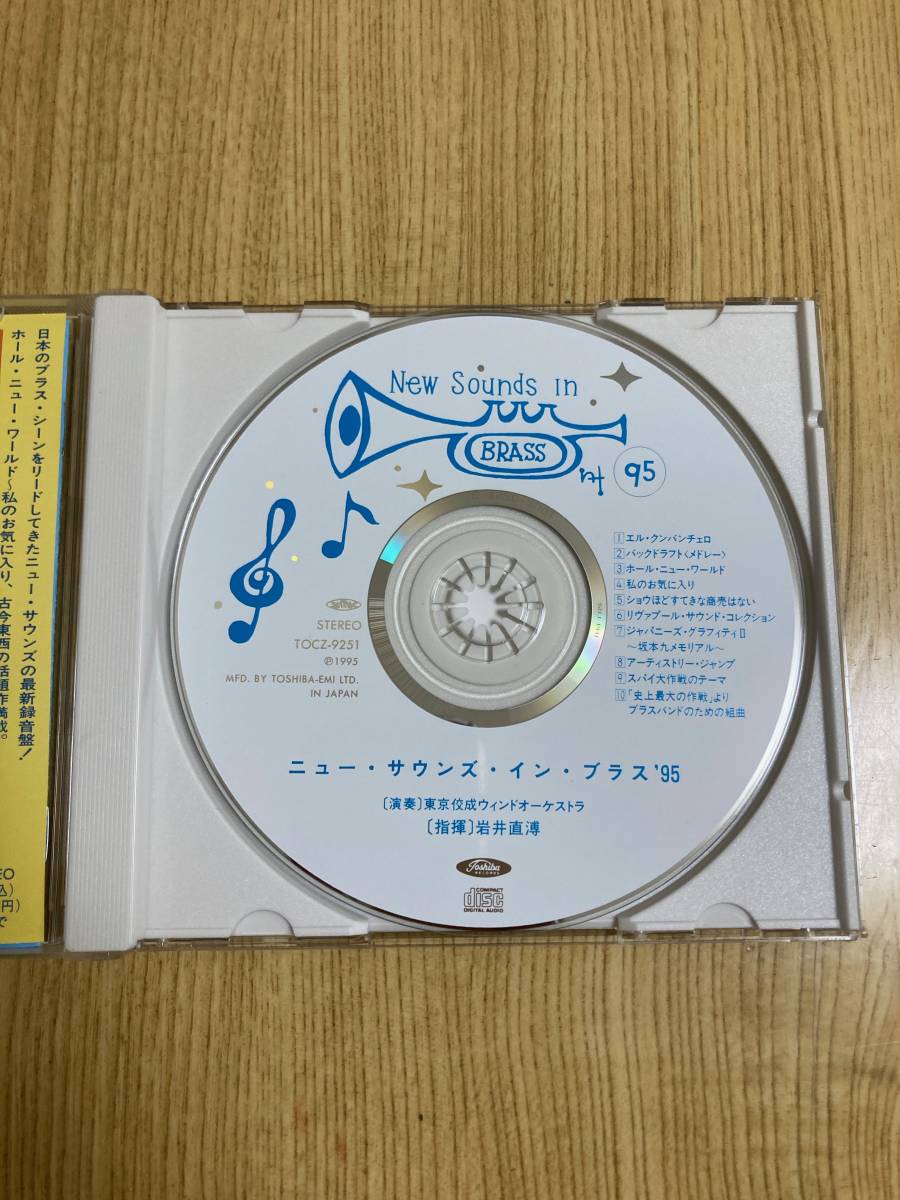 日本のブラス・シーンをリードしてきたニュー・サウンズの最新録音盤!
ホール・ニュー・ワールド〜私のお気に入り、古今東西の話題作満載。
New Sounds in
BRASS
95
1 エル・クンバンチェロ
2 バックドラフト〈メドレー〉
3 ホール・ニュー・ワールド
4 私のお気に入り
5 ショウほどすてきな商売はない
6 リヴァプール・サウンド・コレクション
7 ジャパニーズ・グラフィティⅡ
〜坂本九メモリアル〜
8 アーティストリー・ジャンプ
9 スパイ大作戦のテーマ
10 「史上最大の作戦」より
ブラスバンドのための組曲
STEREO
TOCZ-9251
℗1995
MFD. BY TOSHIBA-EMI LTD.
IN JAPAN
ニュー・サウンズ・イン・ブラス'95
〔演奏〕東京佼成ウィンドオーケストラ
〔指揮〕岩井直溥
Toshiba
RECORDS
COMPACT
disc
DIGITAL AUDIO
EO
込)
円)
で